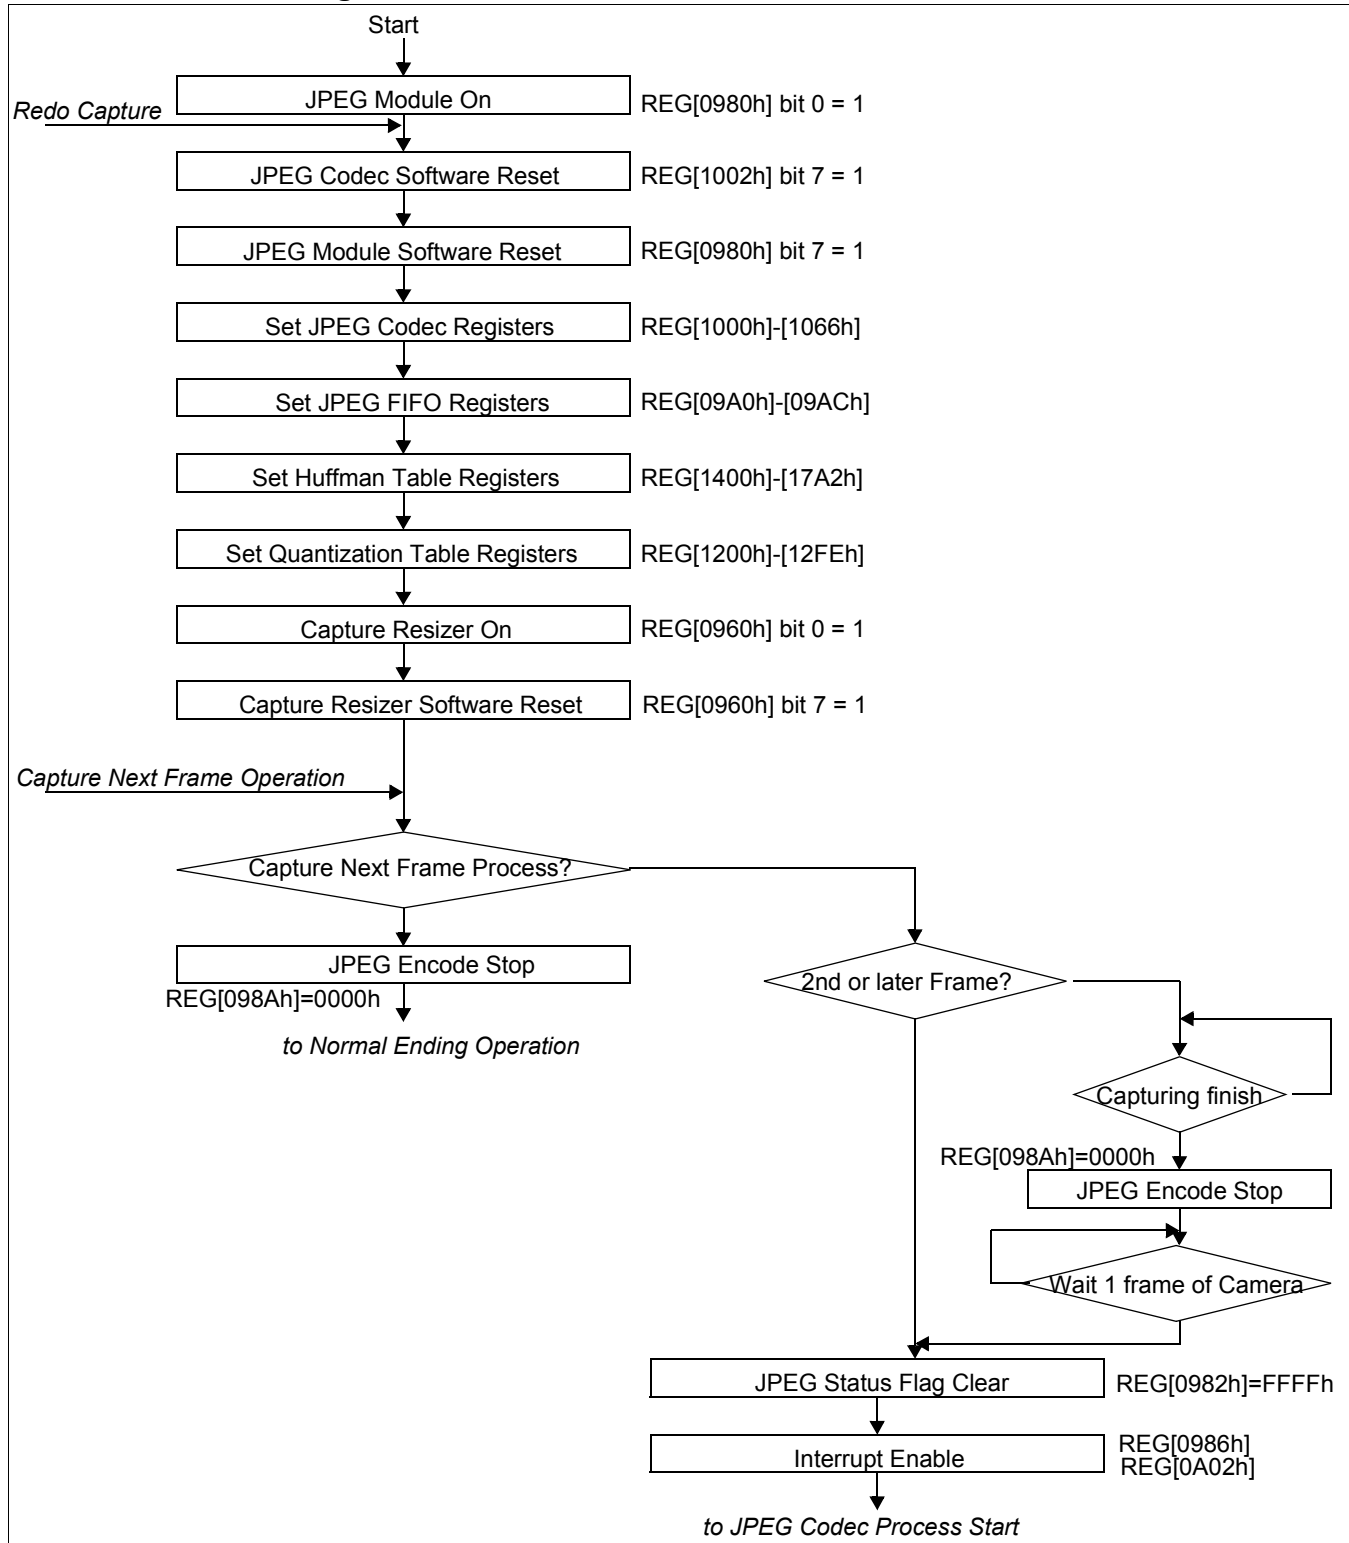 Start
JPEG Module On
REG[0980h] bit 0 = 1
Redo Capture
JPEG Codec Software Reset
REG[1002h] bit 7 = 1
JPEG Module Software Reset
REG[0980h] bit 7 = 1
Set JPEG Codec Registers
REG[1000h]-[1066h]
Set JPEG FIFO Registers
REG[09A0h]-[09ACh]
Set Huffman Table Registers
REG[1400h]-[17A2h]
Set Quantization Table Registers
REG[1200h]-[12FEh]
Capture Resizer On
REG[0960h] bit 0 = 1
Capture Resizer Software Reset
REG[0960h] bit 7 = 1
Capture Next Frame Operation
Capture Next Frame Process?
JPEG Encode Stop
REG[098Ah]=0000h
to Normal Ending Operation
2nd or later Frame?
Capturing finish
REG[098Ah]=0000h
JPEG Encode Stop
Wait 1 frame of Camera
JPEG Status Flag Clear
REG[0982h]=FFFFh
Interrupt Enable
REG[0986h]
REG[0A02h]
to JPEG Codec Process Start